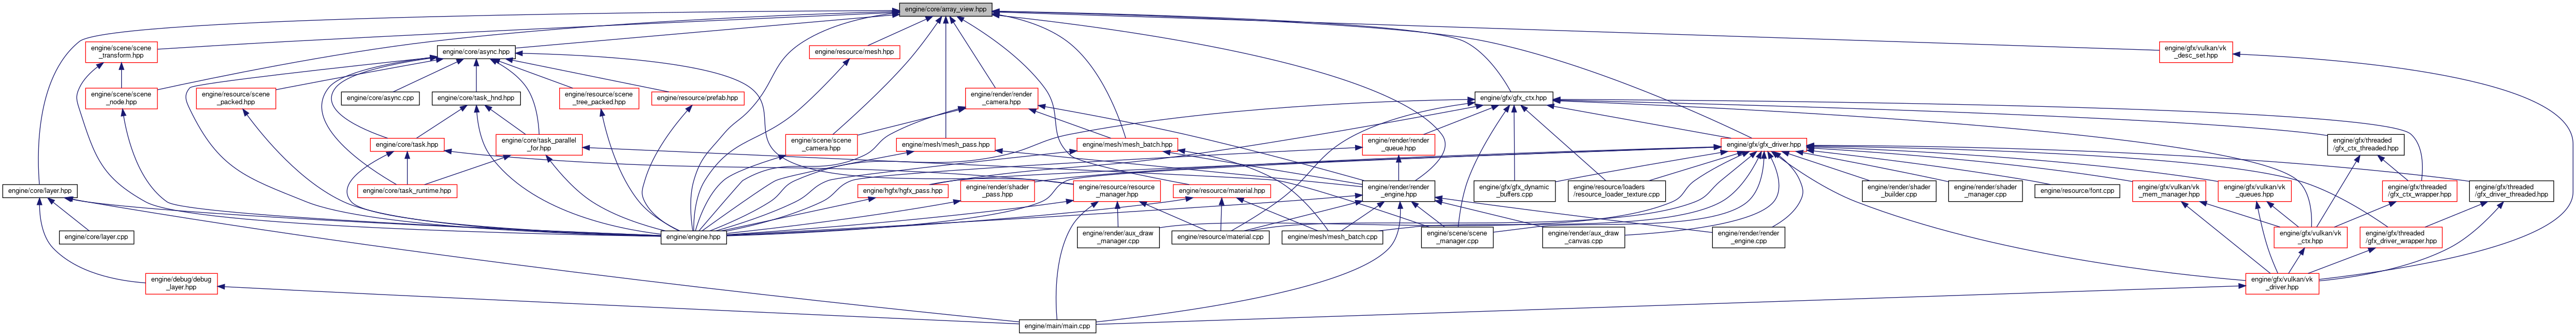 engine/core/array_view.hpp
engine/scene/scene
_transform.hpp
engine/core/async.hpp
engine/resource/mesh.hpp
engine/gfx/vulkan/vk
_desc_set.hpp
engine/scene/scene
_node.hpp
engine/resource/scene
_packed.hpp
engine/core/async.cpp
engine/core/task_hnd.hpp
engine/resource/scene
_tree_packed.hpp
engine/resource/prefab.hpp
engine/render/render
_camera.hpp
engine/gfx/gfx_ctx.hpp
engine/core/task.hpp
engine/core/task_parallel
_for.hpp
engine/scene/scene
_camera.hpp
engine/mesh/mesh_pass.hpp
engine/mesh/mesh_batch.hpp
engine/render/render
_queue.hpp
engine/gfx/gfx_driver.hpp
engine/gfx/threaded
/gfx_ctx_threaded.hpp
engine/core/layer.hpp
engine/core/task_runtime.hpp
engine/hgfx/hgfx_pass.hpp
engine/render/shader
_pass.hpp
engine/resource/resource
_manager.hpp
engine/resource/material.hpp
engine/render/render
_engine.hpp
engine/gfx/gfx_dynamic
_buffers.cpp
engine/resource/loaders
/resource_loader_texture.cpp
engine/render/shader
_builder.cpp
engine/render/shader
_manager.cpp
engine/resource/font.cpp
engine/gfx/vulkan/vk
_mem_manager.hpp
engine/gfx/vulkan/vk
_queues.hpp
engine/gfx/threaded
/gfx_ctx_wrapper.hpp
engine/gfx/threaded
/gfx_driver_threaded.hpp
engine/core/layer.cpp
engine/engine.hpp
engine/render/aux_draw
_manager.cpp
engine/resource/material.cpp
engine/mesh/mesh_batch.cpp
engine/scene/scene
_manager.cpp
engine/render/aux_draw
_canvas.cpp
engine/render/render
_engine.cpp
engine/gfx/vulkan/vk
_ctx.hpp
engine/gfx/threaded
/gfx_driver_wrapper.hpp
engine/debug/debug
_layer.hpp
engine/gfx/vulkan/vk
_driver.hpp
engine/main/main.cpp